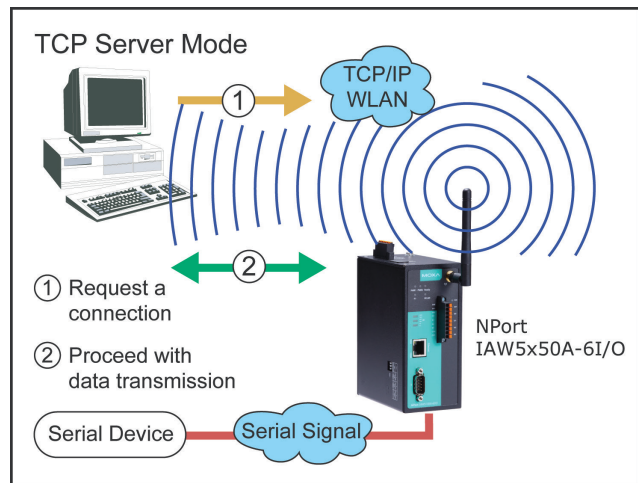 TCP Server Mode
1
TCP/IP
WLAN
2
1 Request a
connection
2 Proceed with
data transmission
MOXA
NPort
IAW5x50A-6I/O
Serial Device
Serial Signal